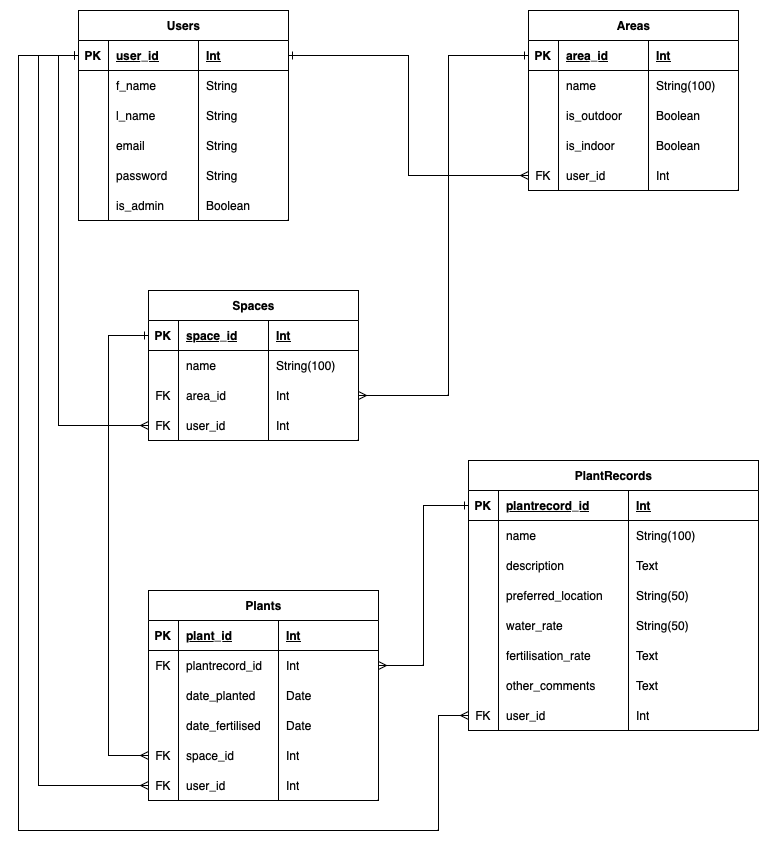 Users
PK user_id Int
f_name String
l_name String
email String
password String
is_admin Boolean
Areas
PK area_id Int
name String(100)
is_outdoor Boolean
is_indoor Boolean
FK user_id Int
Spaces
PK space_id Int
name String(100)
FK area_id Int
FK user_id Int
PlantRecords
PK plantrecord_id Int
name String(100)
description Text
preferred_location String(50)
water_rate String(50)
fertilisation_rate Text
other_comments Text
FK user_id Int
Plants
PK plant_id Int
FK plantrecord_id Int
date_planted Date
date_fertilised Date
FK space_id Int
FK user_id Int